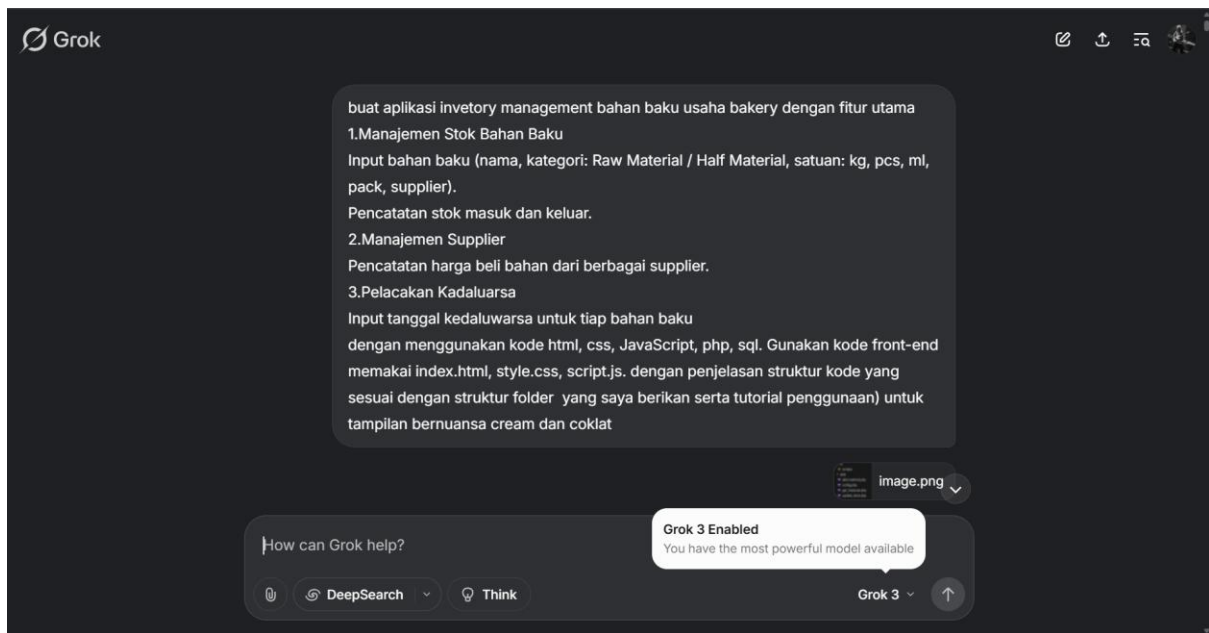 Grok
buat aplikasi invetory management bahan baku usaha bakery dengan fitur utama
1.Manajemen Stok Bahan Baku
Input bahan baku (nama, kategori: Raw Material / Half Material, satuan: kg, pcs, ml,
pack, supplier).
Pencatatan stok masuk dan keluar.
2.Manajemen Supplier
Pencatatan harga beli bahan dari berbagai supplier.
3.Pelacakan Kadaluarsa
Input tanggal kedaluwarsa untuk tiap bahan baku
dengan menggunakan kode html, css, JavaScript, php, sql. Gunakan kode front-end
memakai index.html, style.css, script.js. dengan penjelasan struktur kode yang
sesuai dengan struktur folder  yang saya berikan serta tutorial penggunaan) untuk
tampilan bernuansa cream dan coklat
image.png
Grok 3 Enabled
You have the most powerful model available
How can Grok help?
DeepSearch
Think
Grok 3